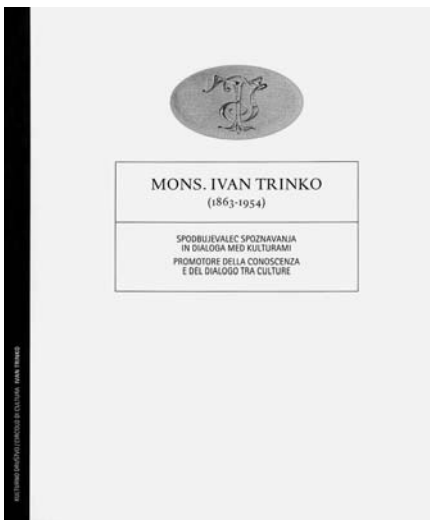 MONS. IVAN TRINKO
(1863-1954)
SPODBUJEVALEC SPOZNAVANJA
IN DIALOGA MED KULTURAMI
PROMOTORE DELLA CONOSCENZA
E DEL DIALOGO TRA CULTURE
KULTURNO DRUŠTVO / CIRCOLO DI CULTURA IVAN TRINKO